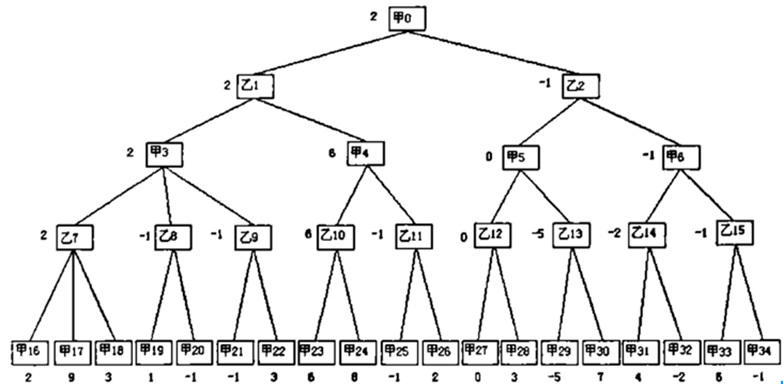 2 甲0
2 乙1 -1 乙2
2 甲3 6 甲4 0 甲5 -1 甲6
2 乙7 -1 乙8 -1 乙9 6 乙10 -1 乙11 0 乙12 -5 乙13 -2 乙14 -1 乙15
甲16 甲17 甲18 甲19 甲20 甲21 甲22 甲23 甲24 甲25 甲26 甲27 甲28 甲29 甲30 甲31 甲32 甲33 甲34
2 9 3 1 -1 -1 3 6 8 -1 2 0 3 -5 7 4 -2 6 -1